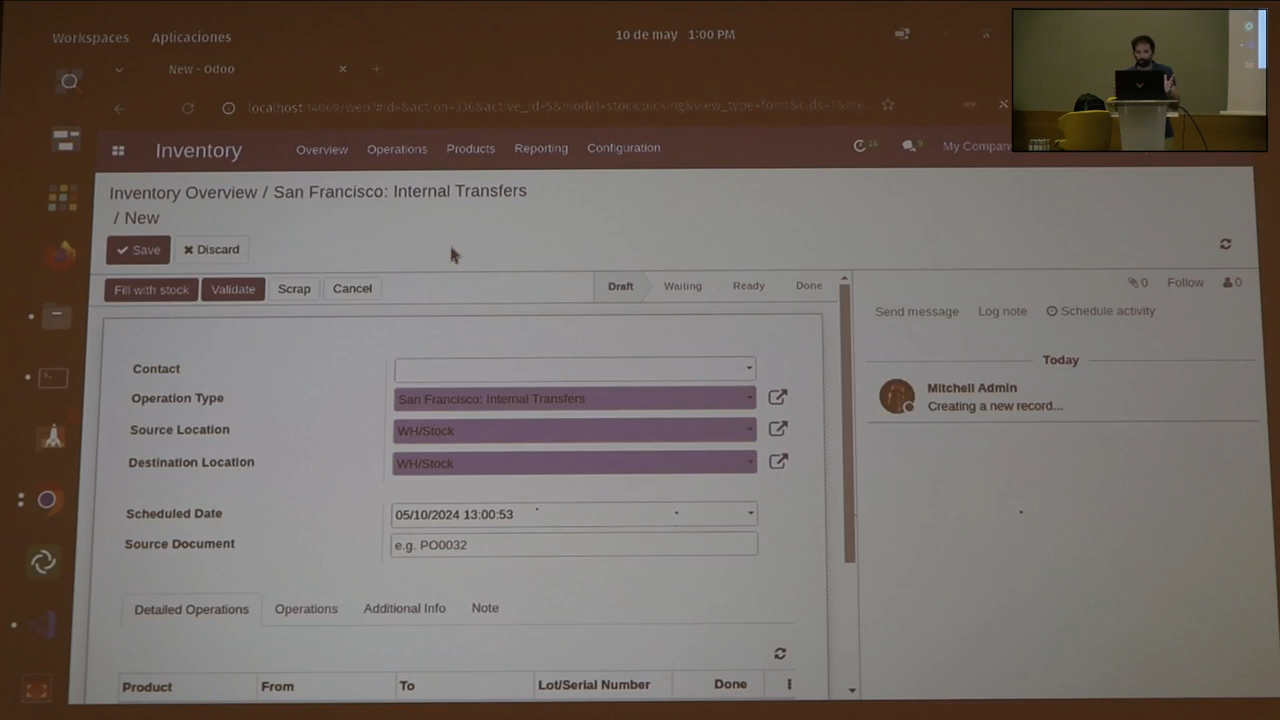 Workspaces Aplicaciones 10 de may 1:00 PM
New - Odoo
Inventory Overview Operations Products Reporting Configuration My Compan
Inventory Overview / San Francisco: Internal Transfers
/ New
Save Discard
Fill with stock Validate Scrap Cancel Draft Waiting Ready Done 0 Follow 0
Send message Log note Schedule activity
Today
Contact
Mitchell Admin
Creating a new record...
Operation Type San Francisco: Internal Transfers
Source Location WH/Stock
Destination Location WH/Stock
Scheduled Date 05/10/2024 13:00:53
Source Document e.g. PO0032
Detailed Operations Operations Additional Info Note
Product From To Lot/Serial Number Done